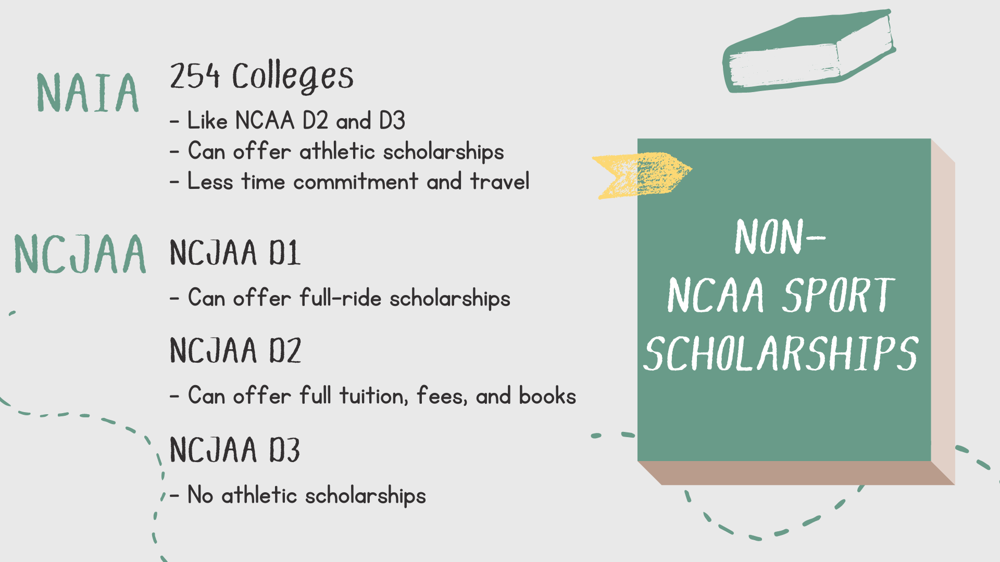 NAIA
254 Colleges
- Like NCAA D2 and D3
- Can offer athletic scholarships
- Less time commitment and travel
NCJAA
NCJAA D1
- Can offer full-ride scholarships
NCJAA D2
- Can offer full tuition, fees, and books
NCJAA D3
- No athletic scholarships
NON-
NCAA SPORT
SCHOLARSHIPS